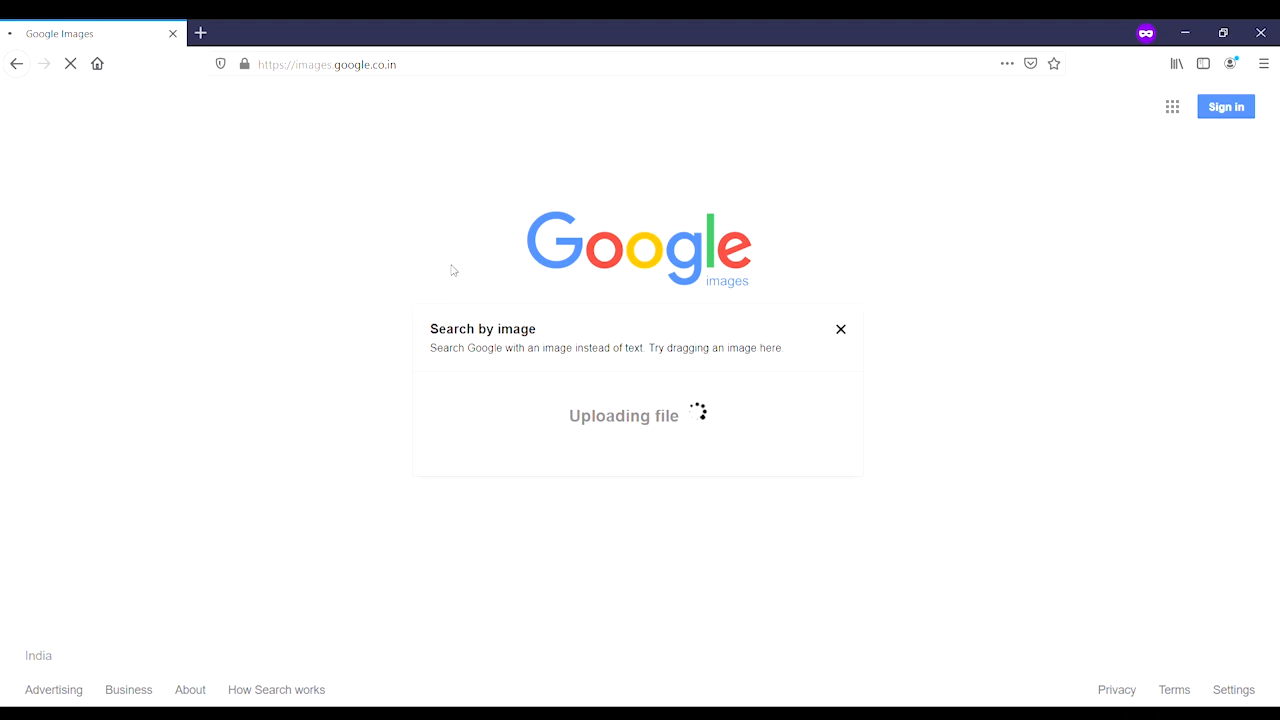 Google Images
https://images.google.co.in
Sign in
Google
images
Search by image
Search Google with an image instead of text. Try dragging an image here.
Uploading file
India
Advertising Business About How Search works Privacy Terms Settings